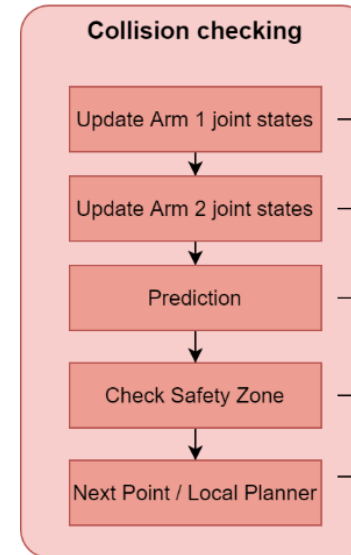 Collision checking
Update Arm 1 joint states
Update Arm 2 joint states
Prediction
Check Safety Zone
Next Point / Local Planner